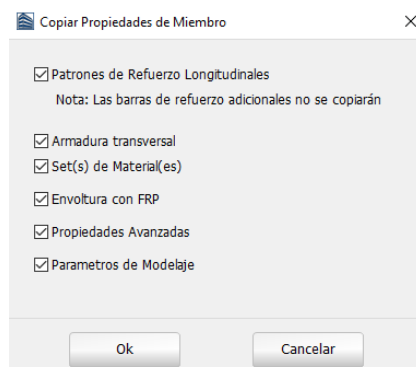 Copiar Propiedades de Miembro
Patrones de Refuerzo Longitudinales
Nota: Las barras de refuerzo adicionales no se copiarán
Armadura transversal
Set(s) de Material(es)
Envoltura con FRP
Propiedades Avanzadas
Parametros de Modelaje
Ok Cancelar